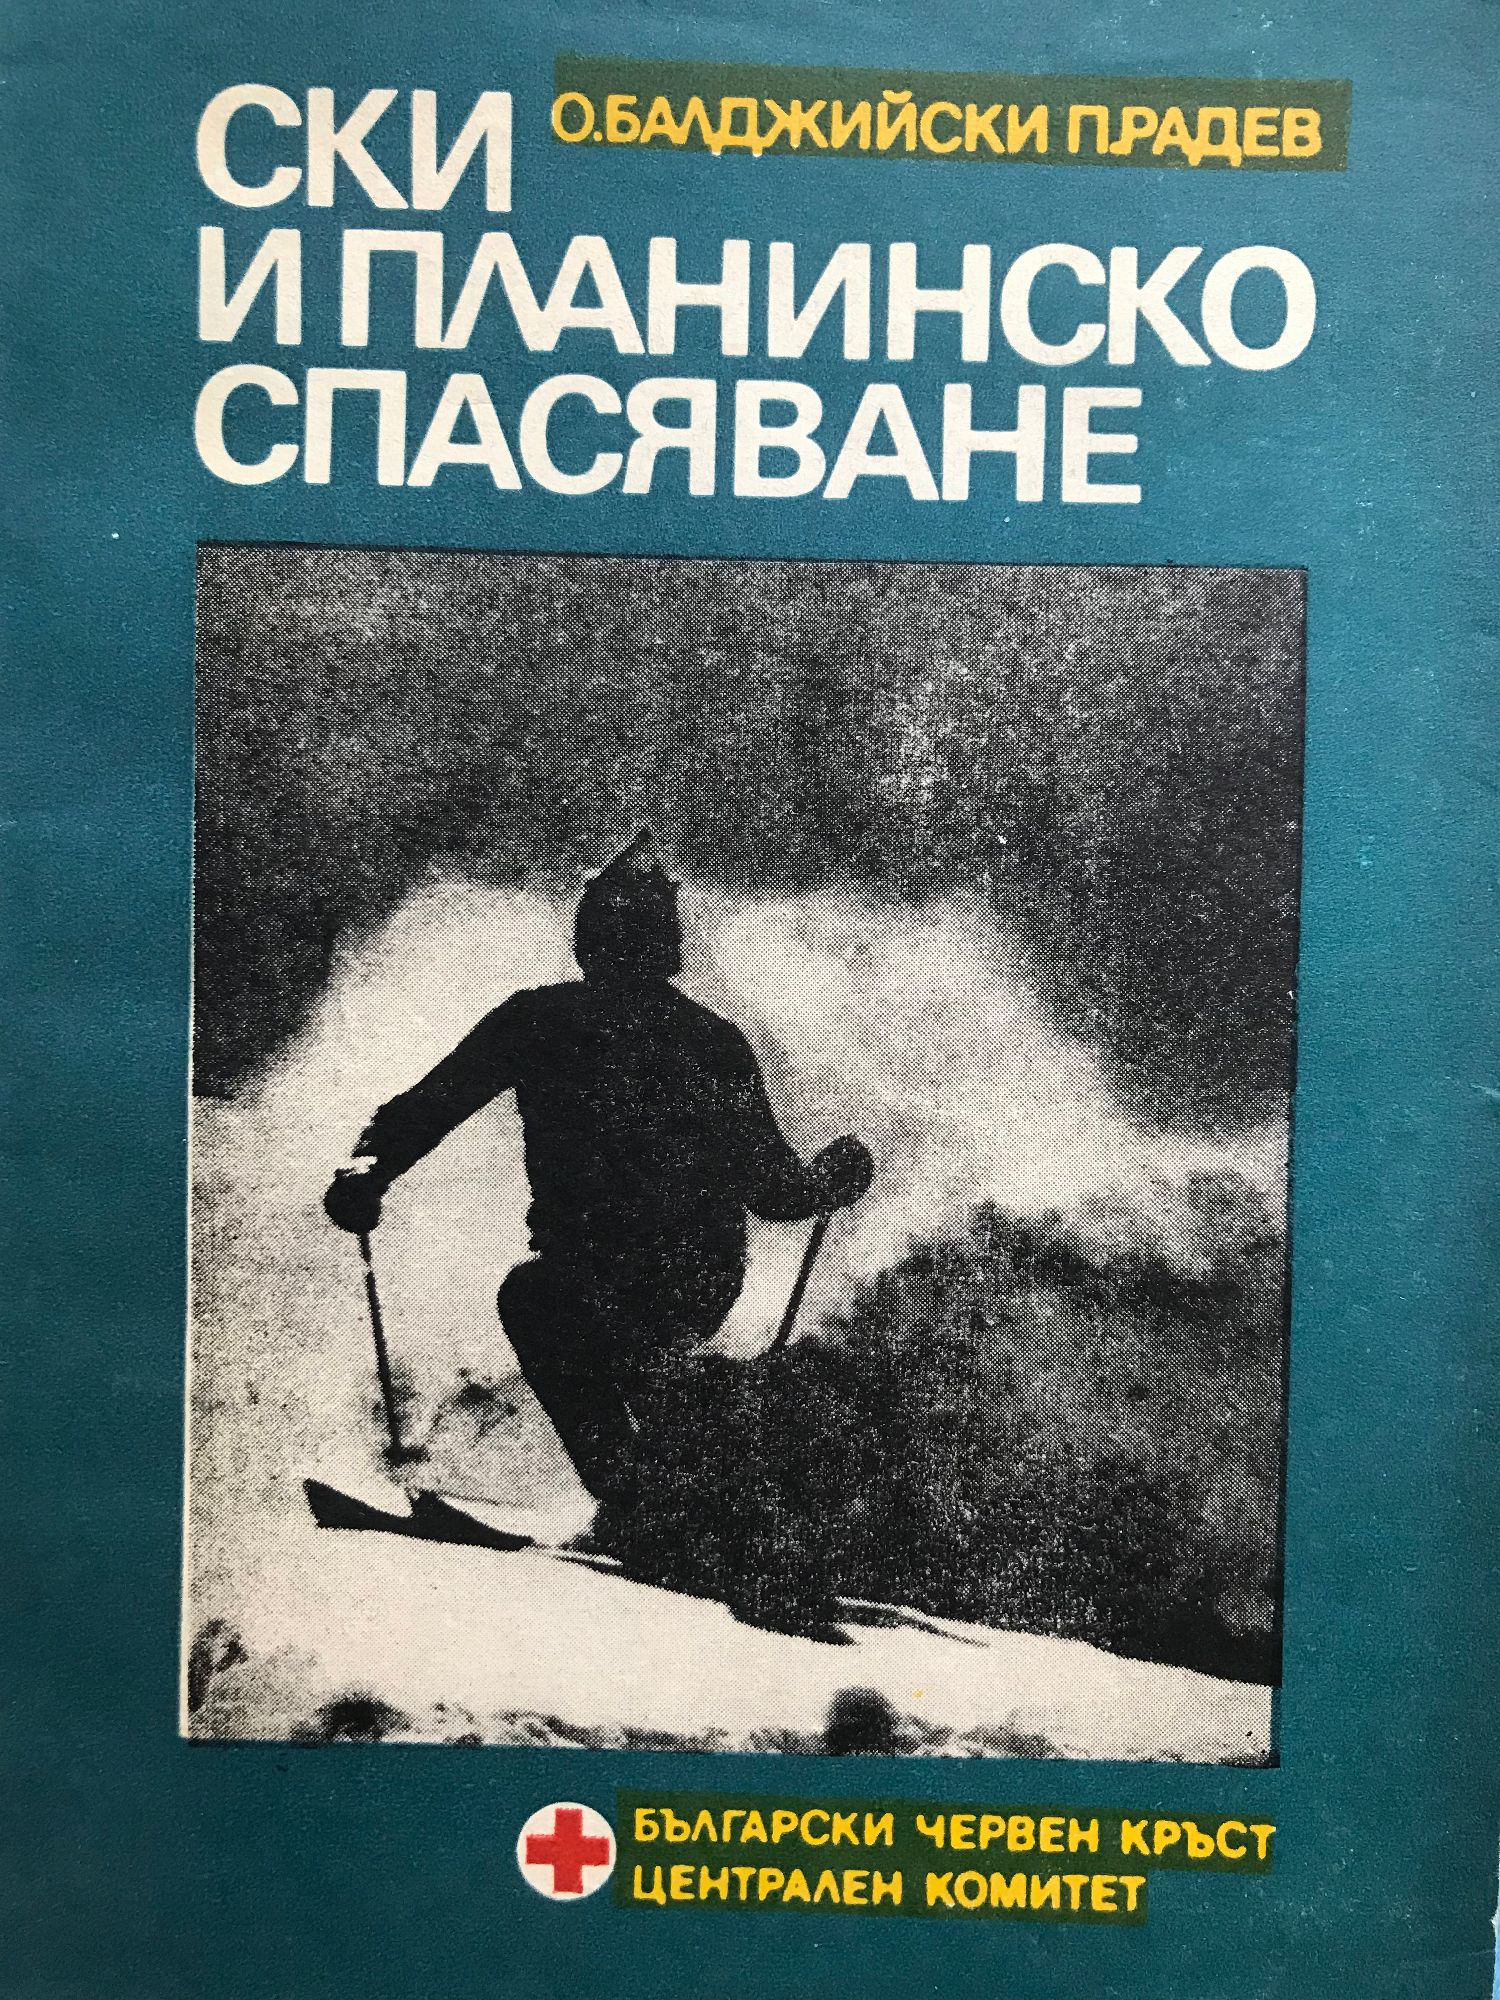 СКИ
О.БАЛДЖИЙСКИ П.РАДЕВ
И ПЛАНИНСКО
СПАСЯВАНЕ
БЪЛГАРСКИ ЧЕРВЕН КРЪСТ
ЦЕНТРАЛЕН КОМИТЕТ